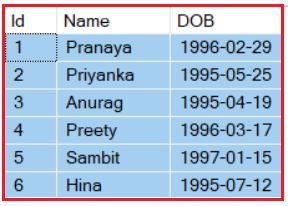 Id Name DOB
1 Pranaya 1996-02-29
2 Priyanka 1995-05-25
3 Anurag 1995-04-19
4 Preety 1996-03-17
5 Sambit 1997-01-15
6 Hina 1995-07-12